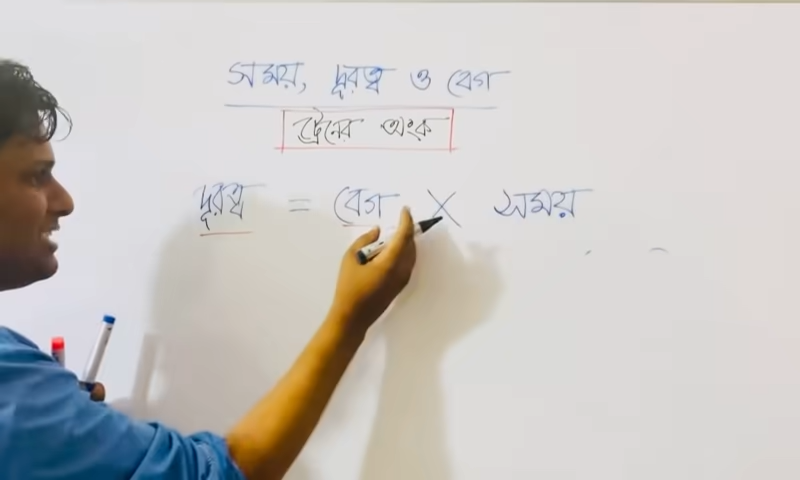 সময়, দূরত্ব ও বেগ
ট্রেনের অংক
দূরত্ব = বেগ × সময়